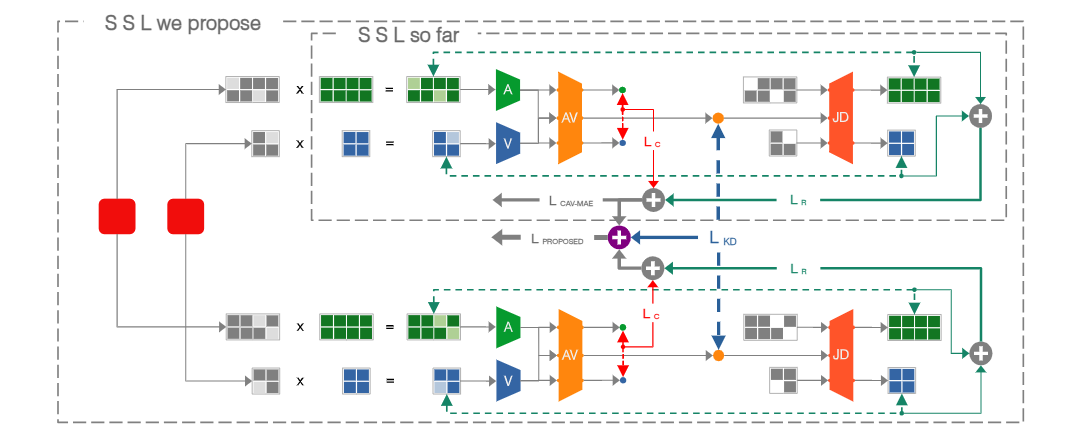 S S L we propose
S S L so far
x = A AV JD
x = V
L C
L CAV-MAE
L R
L PROPOSED
L KD
L R
L C
x = A AV JD
x = V